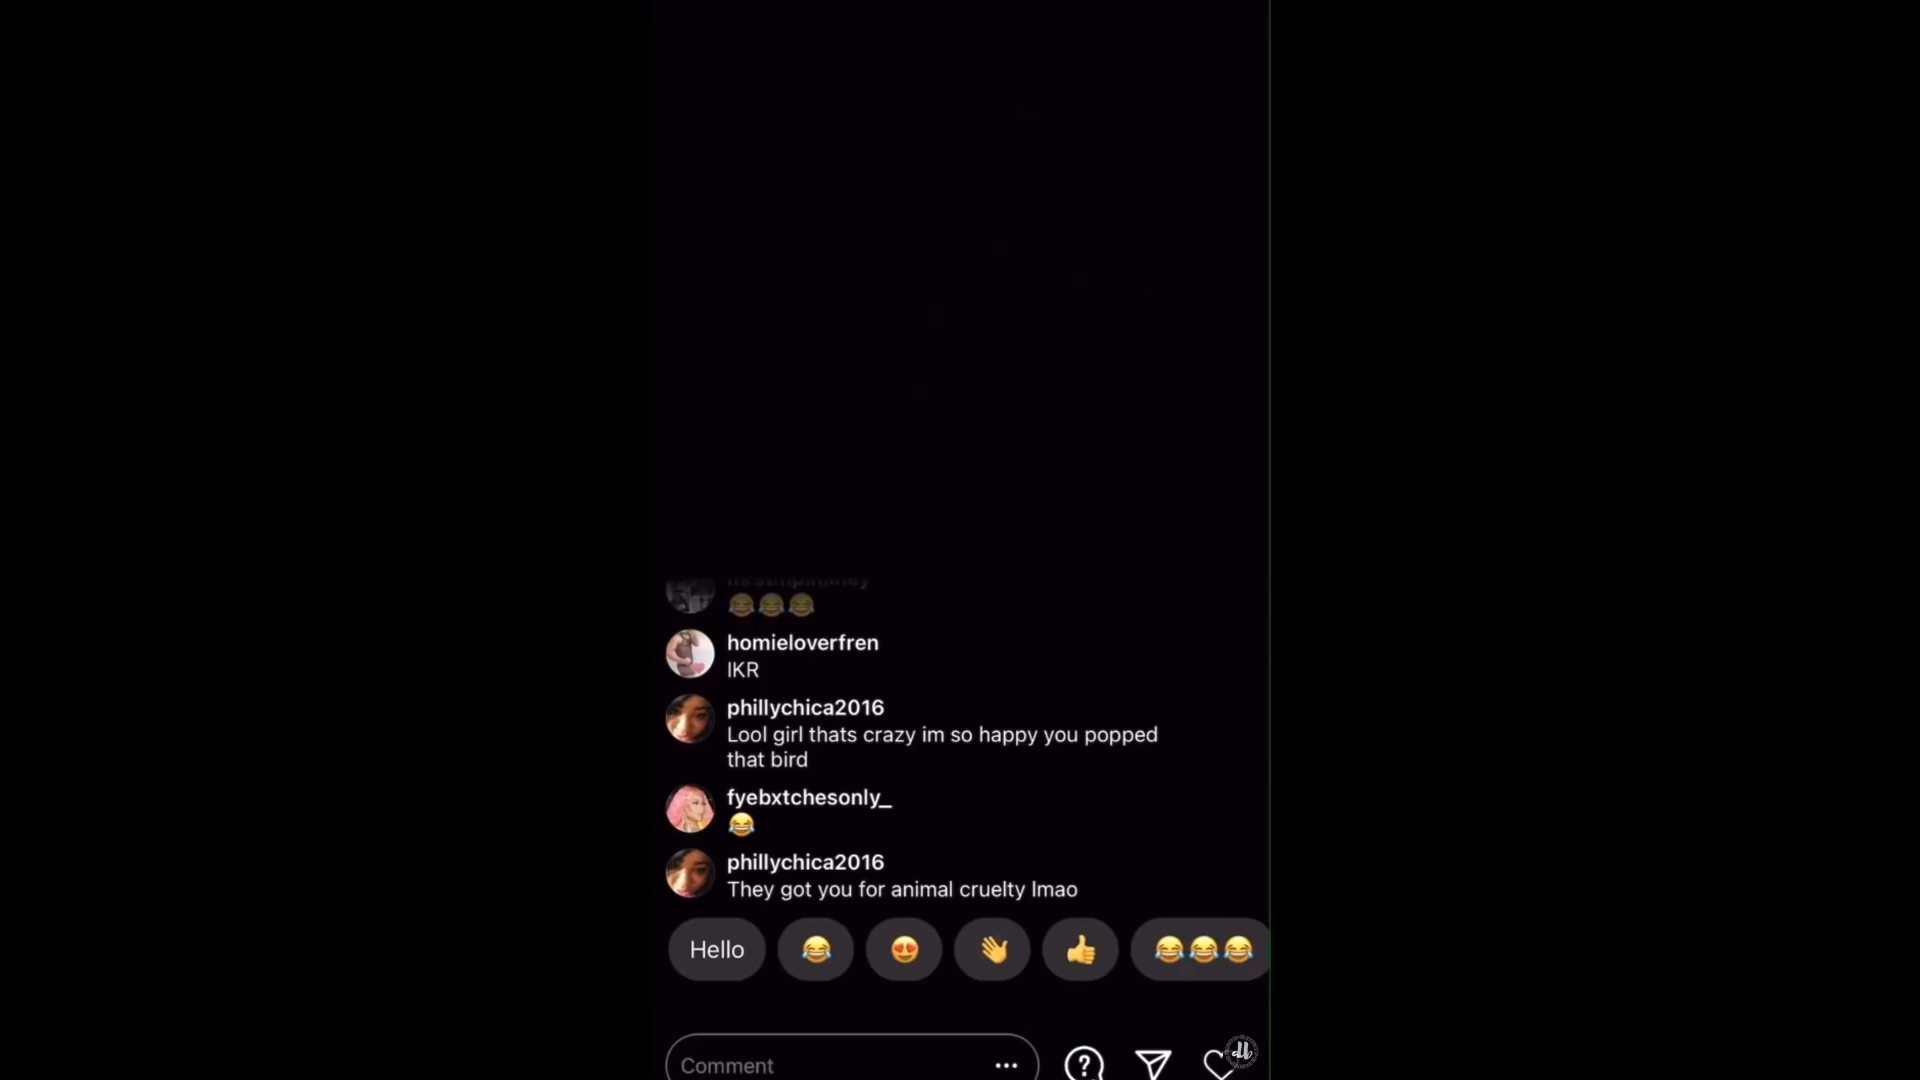 😂😂😂
homieloverfren
IKR
phillychica2016
Lool girl thats crazy im so happy you popped
that bird
fyebxtchesonly_
😂
phillychica2016
They got you for animal cruelty lmao
Hello 😂 😍 👋 👍 😂😂😂
Comment